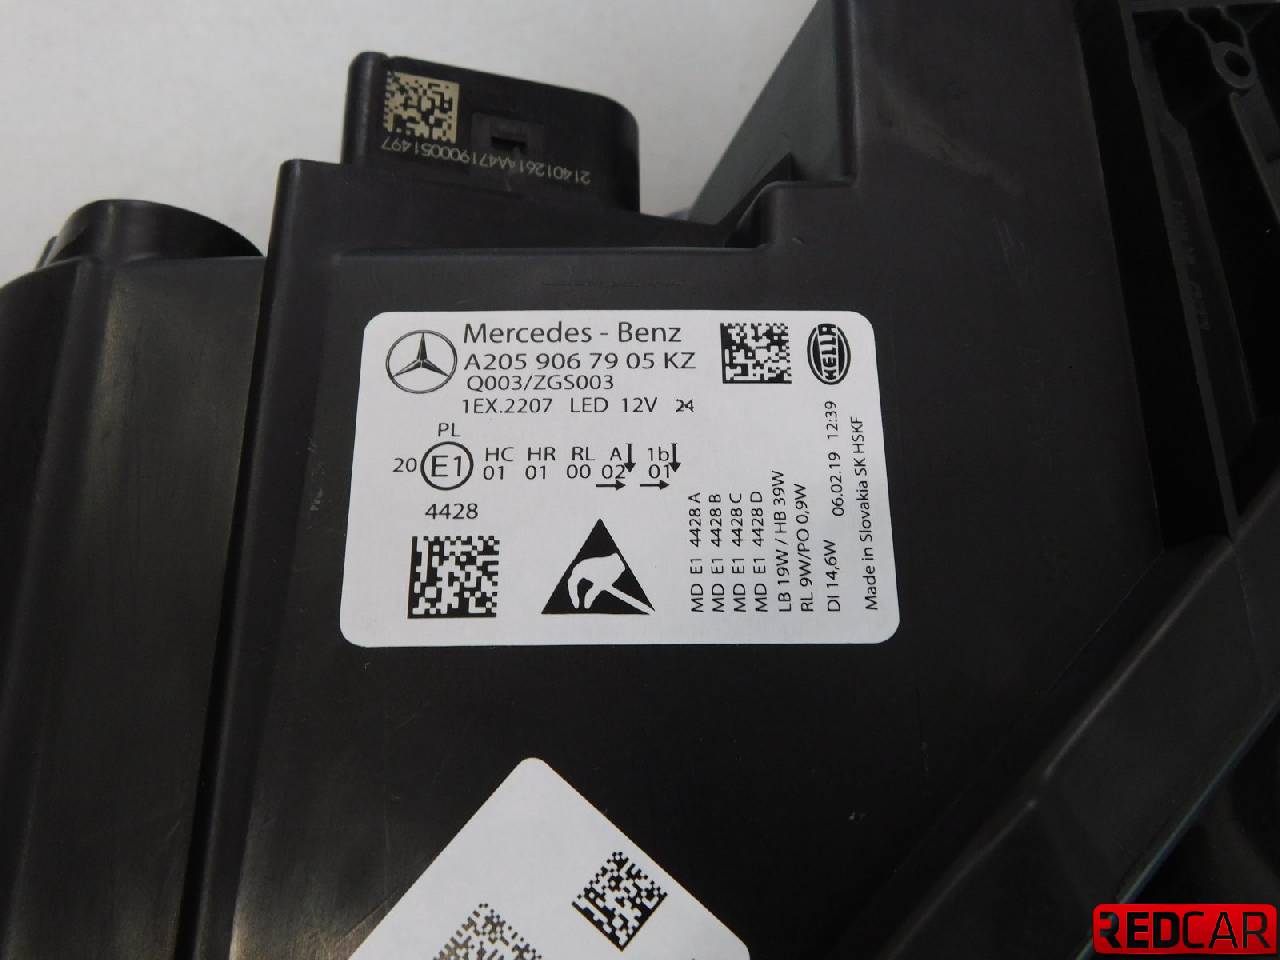 214012614A4719000051497
Mercedes - Benz
A205 906 79 05 KZ
Q003/ZGS003
1EX.2207 LED 12V 24
HELLA
PL
20 E1 HC HR RL A 1b
01 01 00 02 01
4428
MD E1 4428 A
MD E1 4428 B
MD E1 4428 C
MD E1 4428 D
LB 19W / HB 39W
RL 9W/PO 0,9W
DI 14,6W 06.02.19 12:39
Made in Slovakia SK HSKF
REDCAR